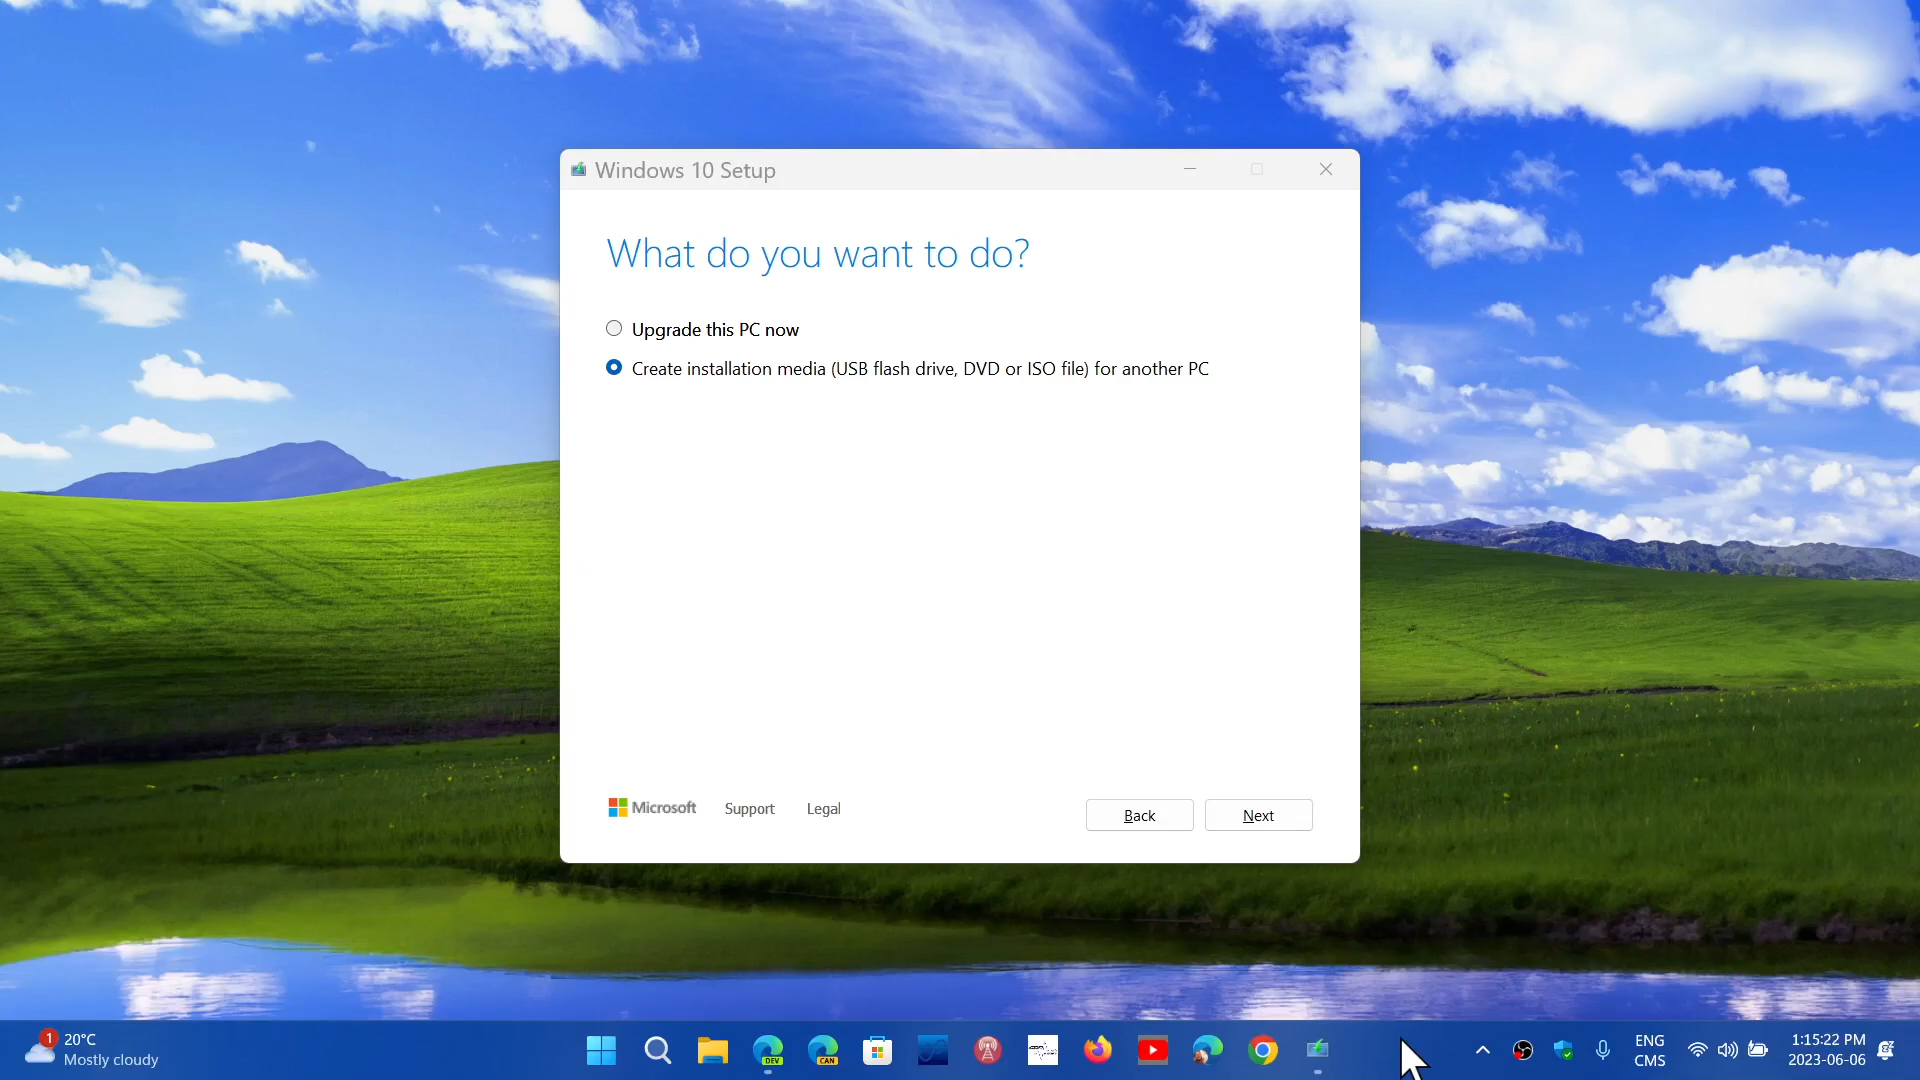 Windows 10 Setup
What do you want to do?
Upgrade this PC now
Create installation media (USB flash drive, DVD or ISO file) for another PC
Microsoft
Support
Legal
Back
Next
1
20°C
Mostly cloudy
DEV
CAN
ENG
CMS
1:15:22 PM
2023-06-06